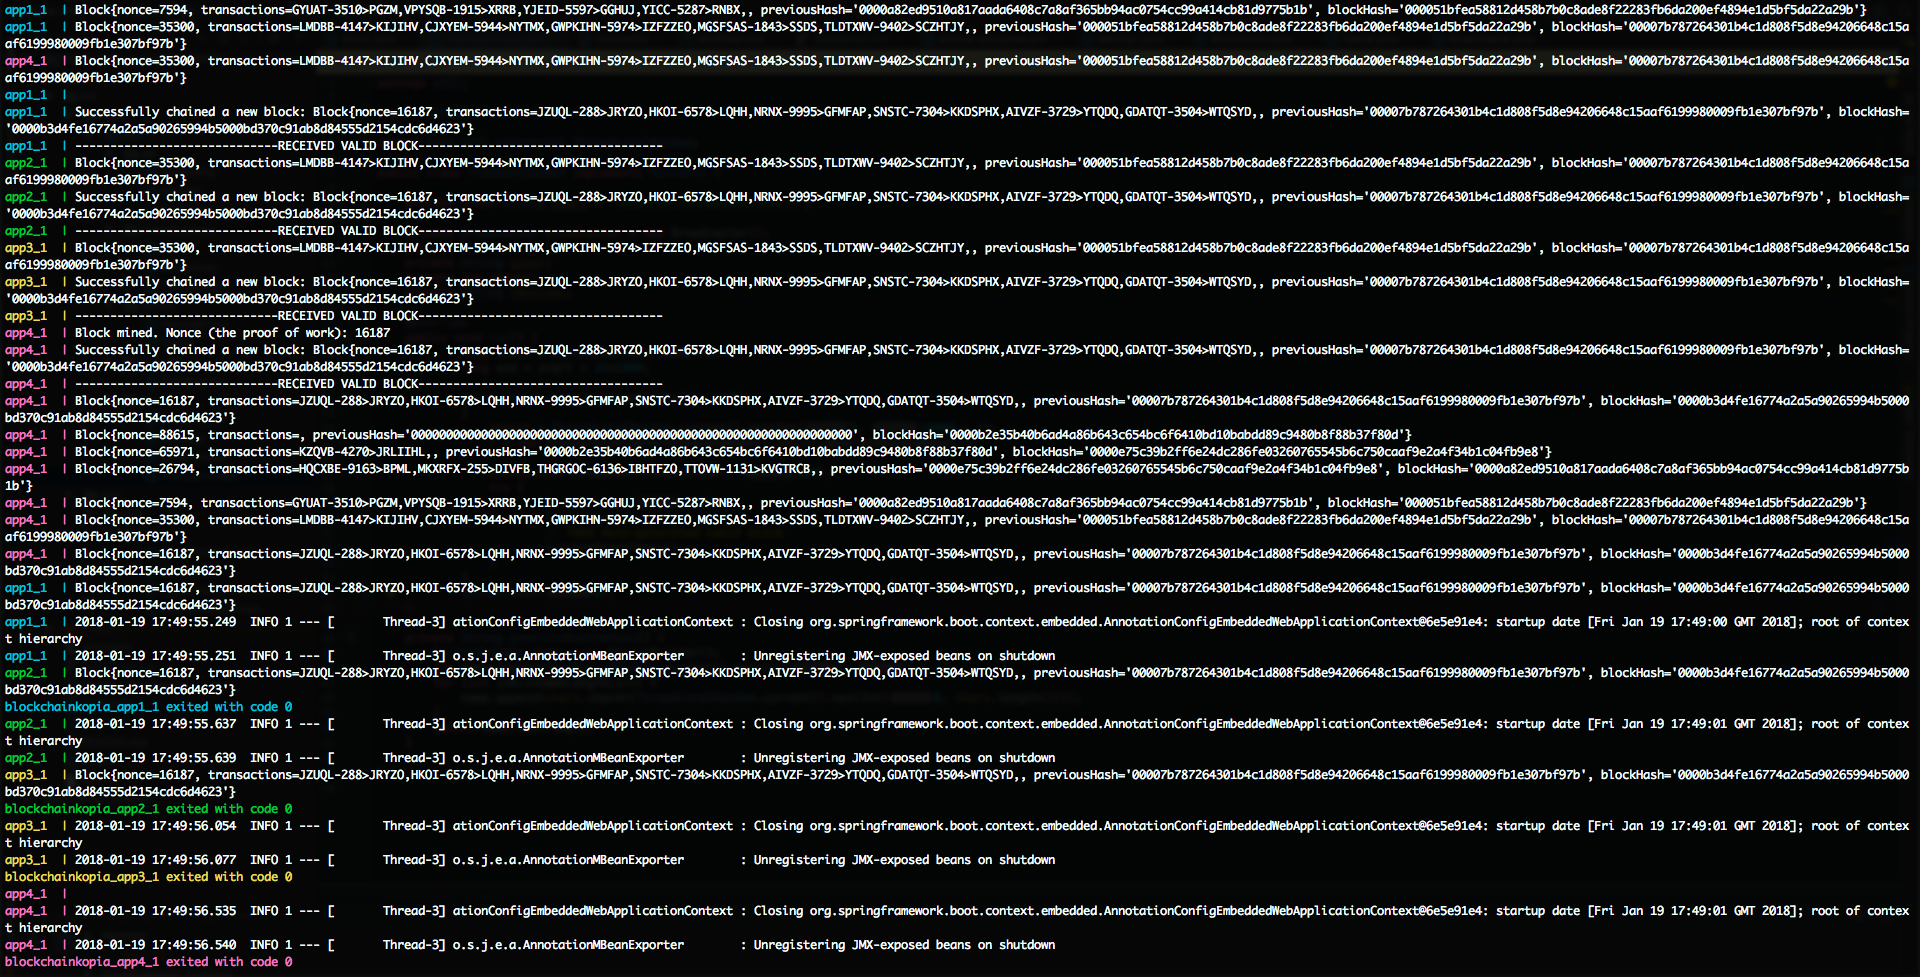 app1_1  | Block{nonce=7594, transactions=GYUAT-3510>PGZM,VPYSQB-1915>XRRB,YJEID-5597>GGHUJ,YICC-5287>RNBX,, previousHash='0000a82ed9510a817aada6408c7a8af365bb94ac0754cc99a414cb81d9775b1b', blockHash='000051bfea58812d458b7b0c8ade8f22283fb6da200ef4894e1d5bf5da22a29b'}
app1_1  | Block{nonce=35300, transactions=LMDBB-4147>KIJIHV,CJXYEM-5944>NYTMX,GWPKIHN-5974>IZFZZEO,MGSFSAS-1843>SSDS,TLDTXWV-9402>SCZHTJY,, previousHash='000051bfea58812d458b7b0c8ade8f22283fb6da200ef4894e1d5bf5da22a29b', blockHash='00007b787264301b4c1d808f5d8e94206648c15a
af6199980009fb1e307bf97b'}
app4_1  | Block{nonce=35300, transactions=LMDBB-4147>KIJIHV,CJXYEM-5944>NYTMX,GWPKIHN-5974>IZFZZEO,MGSFSAS-1843>SSDS,TLDTXWV-9402>SCZHTJY,, previousHash='000051bfea58812d458b7b0c8ade8f22283fb6da200ef4894e1d5bf5da22a29b', blockHash='00007b787264301b4c1d808f5d8e94206648c15a
af6199980009fb1e307bf97b'}
app1_1  |
app1_1  | Successfully chained a new block: Block{nonce=16187, transactions=JZUQL-288>JRYZO,HKOI-6578>LQHH,NRNX-9995>GFMFAP,SNSTC-7304>KKDSPHX,AIVZF-3729>YTQDQ,GDATQT-3504>WTQSYD,, previousHash='00007b787264301b4c1d808f5d8e94206648c15aaf6199980009fb1e307bf97b', blockHash=
'0000b3d4fe16774a2a5a90265994b5000bd370c91ab8d84555d2154cdc6d4623'}
app1_1  | -----------------------------RECEIVED VALID BLOCK-----------------------------------
app2_1  | Block{nonce=35300, transactions=LMDBB-4147>KIJIHV,CJXYEM-5944>NYTMX,GWPKIHN-5974>IZFZZEO,MGSFSAS-1843>SSDS,TLDTXWV-9402>SCZHTJY,, previousHash='000051bfea58812d458b7b0c8ade8f22283fb6da200ef4894e1d5bf5da22a29b', blockHash='00007b787264301b4c1d808f5d8e94206648c15a
af6199980009fb1e307bf97b'}
app2_1  | Successfully chained a new block: Block{nonce=16187, transactions=JZUQL-288>JRYZO,HKOI-6578>LQHH,NRNX-9995>GFMFAP,SNSTC-7304>KKDSPHX,AIVZF-3729>YTQDQ,GDATQT-3504>WTQSYD,, previousHash='00007b787264301b4c1d808f5d8e94206648c15aaf6199980009fb1e307bf97b', blockHash=
'0000b3d4fe16774a2a5a90265994b5000bd370c91ab8d84555d2154cdc6d4623'}
app2_1  | -----------------------------RECEIVED VALID BLOCK-----------------------------------
app3_1  | Block{nonce=35300, transactions=LMDBB-4147>KIJIHV,CJXYEM-5944>NYTMX,GWPKIHN-5974>IZFZZEO,MGSFSAS-1843>SSDS,TLDTXWV-9402>SCZHTJY,, previousHash='000051bfea58812d458b7b0c8ade8f22283fb6da200ef4894e1d5bf5da22a29b', blockHash='00007b787264301b4c1d808f5d8e94206648c15a
af6199980009fb1e307bf97b'}
app3_1  | Successfully chained a new block: Block{nonce=16187, transactions=JZUQL-288>JRYZO,HKOI-6578>LQHH,NRNX-9995>GFMFAP,SNSTC-7304>KKDSPHX,AIVZF-3729>YTQDQ,GDATQT-3504>WTQSYD,, previousHash='00007b787264301b4c1d808f5d8e94206648c15aaf6199980009fb1e307bf97b', blockHash=
'0000b3d4fe16774a2a5a90265994b5000bd370c91ab8d84555d2154cdc6d4623'}
app3_1  | -----------------------------RECEIVED VALID BLOCK-----------------------------------
app4_1  | Block mined. Nonce (the proof of work): 16187
app4_1  | Successfully chained a new block: Block{nonce=16187, transactions=JZUQL-288>JRYZO,HKOI-6578>LQHH,NRNX-9995>GFMFAP,SNSTC-7304>KKDSPHX,AIVZF-3729>YTQDQ,GDATQT-3504>WTQSYD,, previousHash='00007b787264301b4c1d808f5d8e94206648c15aaf6199980009fb1e307bf97b', blockHash=
'0000b3d4fe16774a2a5a90265994b5000bd370c91ab8d84555d2154cdc6d4623'}
app4_1  | -----------------------------RECEIVED VALID BLOCK-----------------------------------
app4_1  | Block{nonce=16187, transactions=JZUQL-288>JRYZO,HKOI-6578>LQHH,NRNX-9995>GFMFAP,SNSTC-7304>KKDSPHX,AIVZF-3729>YTQDQ,GDATQT-3504>WTQSYD,, previousHash='00007b787264301b4c1d808f5d8e94206648c15aaf6199980009fb1e307bf97b', blockHash='0000b3d4fe16774a2a5a90265994b5000
bd370c91ab8d84555d2154cdc6d4623'}
app4_1  | Block{nonce=88615, transactions=, previousHash='0000000000000000000000000000000000000000000000000000000000000000', blockHash='0000b2e35b40b6ad4a86b643c654bc6f6410bd10babdd89c9480b8f88b37f80d'}
app4_1  | Block{nonce=65971, transactions=KZQVB-4270>JRLIIHL,, previousHash='0000b2e35b40b6ad4a86b643c654bc6f6410bd10babdd89c9480b8f88b37f80d', blockHash='0000e75c39b2ff6e24dc286fe03260765545b6c750caaf9e2a4f34b1c04fb9e8'}
app4_1  | Block{nonce=26794, transactions=HQCXBE-9163>BPML,MKXRFX-255>DIVFB,THGRGOC-6136>IBHTFZO,TTOVW-1131>KVGTRCB,, previousHash='0000e75c39b2ff6e24dc286fe03260765545b6c750caaf9e2a4f34b1c04fb9e8', blockHash='0000a82ed9510a817aada6408c7a8af365bb94ac0754cc99a414cb81d9775b
1b'}
app4_1  | Block{nonce=7594, transactions=GYUAT-3510>PGZM,VPYSQB-1915>XRRB,YJEID-5597>GGHUJ,YICC-5287>RNBX,, previousHash='0000a82ed9510a817aada6408c7a8af365bb94ac0754cc99a414cb81d9775b1b', blockHash='000051bfea58812d458b7b0c8ade8f22283fb6da200ef4894e1d5bf5da22a29b'}
app4_1  | Block{nonce=35300, transactions=LMDBB-4147>KIJIHV,CJXYEM-5944>NYTMX,GWPKIHN-5974>IZFZZEO,MGSFSAS-1843>SSDS,TLDTXWV-9402>SCZHTJY,, previousHash='000051bfea58812d458b7b0c8ade8f22283fb6da200ef4894e1d5bf5da22a29b', blockHash='00007b787264301b4c1d808f5d8e94206648c15a
af6199980009fb1e307bf97b'}
app4_1  | Block{nonce=16187, transactions=JZUQL-288>JRYZO,HKOI-6578>LQHH,NRNX-9995>GFMFAP,SNSTC-7304>KKDSPHX,AIVZF-3729>YTQDQ,GDATQT-3504>WTQSYD,, previousHash='00007b787264301b4c1d808f5d8e94206648c15aaf6199980009fb1e307bf97b', blockHash='0000b3d4fe16774a2a5a90265994b5000
bd370c91ab8d84555d2154cdc6d4623'}
app1_1  | Block{nonce=16187, transactions=JZUQL-288>JRYZO,HKOI-6578>LQHH,NRNX-9995>GFMFAP,SNSTC-7304>KKDSPHX,AIVZF-3729>YTQDQ,GDATQT-3504>WTQSYD,, previousHash='00007b787264301b4c1d808f5d8e94206648c15aaf6199980009fb1e307bf97b', blockHash='0000b3d4fe16774a2a5a90265994b5000
bd370c91ab8d84555d2154cdc6d4623'}
app1_1  | 2018-01-19 17:49:55.249  INFO 1 --- [       Thread-3] ationConfigEmbeddedWebApplicationContext : Closing org.springframework.boot.context.embedded.AnnotationConfigEmbeddedWebApplicationContext@6e5e91e4: startup date [Fri Jan 19 17:49:00 GMT 2018]; root of contex
t hierarchy
app1_1  | 2018-01-19 17:49:55.251  INFO 1 --- [       Thread-3] o.s.j.e.a.AnnotationMBeanExporter        : Unregistering JMX-exposed beans on shutdown
app2_1  | Block{nonce=16187, transactions=JZUQL-288>JRYZO,HKOI-6578>LQHH,NRNX-9995>GFMFAP,SNSTC-7304>KKDSPHX,AIVZF-3729>YTQDQ,GDATQT-3504>WTQSYD,, previousHash='00007b787264301b4c1d808f5d8e94206648c15aaf6199980009fb1e307bf97b', blockHash='0000b3d4fe16774a2a5a90265994b5000
bd370c91ab8d84555d2154cdc6d4623'}
blockchainkopia_app1_1 exited with code 0
app2_1  | 2018-01-19 17:49:55.637  INFO 1 --- [       Thread-3] ationConfigEmbeddedWebApplicationContext : Closing org.springframework.boot.context.embedded.AnnotationConfigEmbeddedWebApplicationContext@6e5e91e4: startup date [Fri Jan 19 17:49:01 GMT 2018]; root of contex
t hierarchy
app2_1  | 2018-01-19 17:49:55.639  INFO 1 --- [       Thread-3] o.s.j.e.a.AnnotationMBeanExporter        : Unregistering JMX-exposed beans on shutdown
app3_1  | Block{nonce=16187, transactions=JZUQL-288>JRYZO,HKOI-6578>LQHH,NRNX-9995>GFMFAP,SNSTC-7304>KKDSPHX,AIVZF-3729>YTQDQ,GDATQT-3504>WTQSYD,, previousHash='00007b787264301b4c1d808f5d8e94206648c15aaf6199980009fb1e307bf97b', blockHash='0000b3d4fe16774a2a5a90265994b5000
bd370c91ab8d84555d2154cdc6d4623'}
blockchainkopia_app2_1 exited with code 0
app3_1  | 2018-01-19 17:49:56.054  INFO 1 --- [       Thread-3] ationConfigEmbeddedWebApplicationContext : Closing org.springframework.boot.context.embedded.AnnotationConfigEmbeddedWebApplicationContext@6e5e91e4: startup date [Fri Jan 19 17:49:01 GMT 2018]; root of contex
t hierarchy
app3_1  | 2018-01-19 17:49:56.077  INFO 1 --- [       Thread-3] o.s.j.e.a.AnnotationMBeanExporter        : Unregistering JMX-exposed beans on shutdown
blockchainkopia_app3_1 exited with code 0
app4_1  |
app4_1  | 2018-01-19 17:49:56.535  INFO 1 --- [       Thread-3] ationConfigEmbeddedWebApplicationContext : Closing org.springframework.boot.context.embedded.AnnotationConfigEmbeddedWebApplicationContext@6e5e91e4: startup date [Fri Jan 19 17:49:01 GMT 2018]; root of contex
t hierarchy
app4_1  | 2018-01-19 17:49:56.540  INFO 1 --- [       Thread-3] o.s.j.e.a.AnnotationMBeanExporter        : Unregistering JMX-exposed beans on shutdown
blockchainkopia_app4_1 exited with code 0